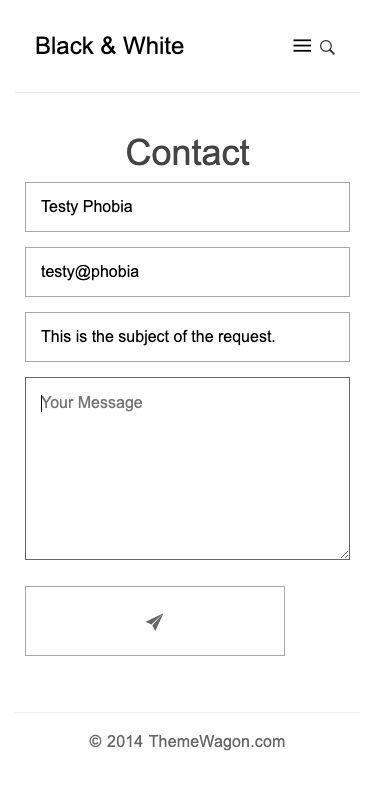 Black & White
Contact
Testy Phobia
testy@phobia
This is the subject of the request.
Your Message
© 2014 ThemeWagon.com